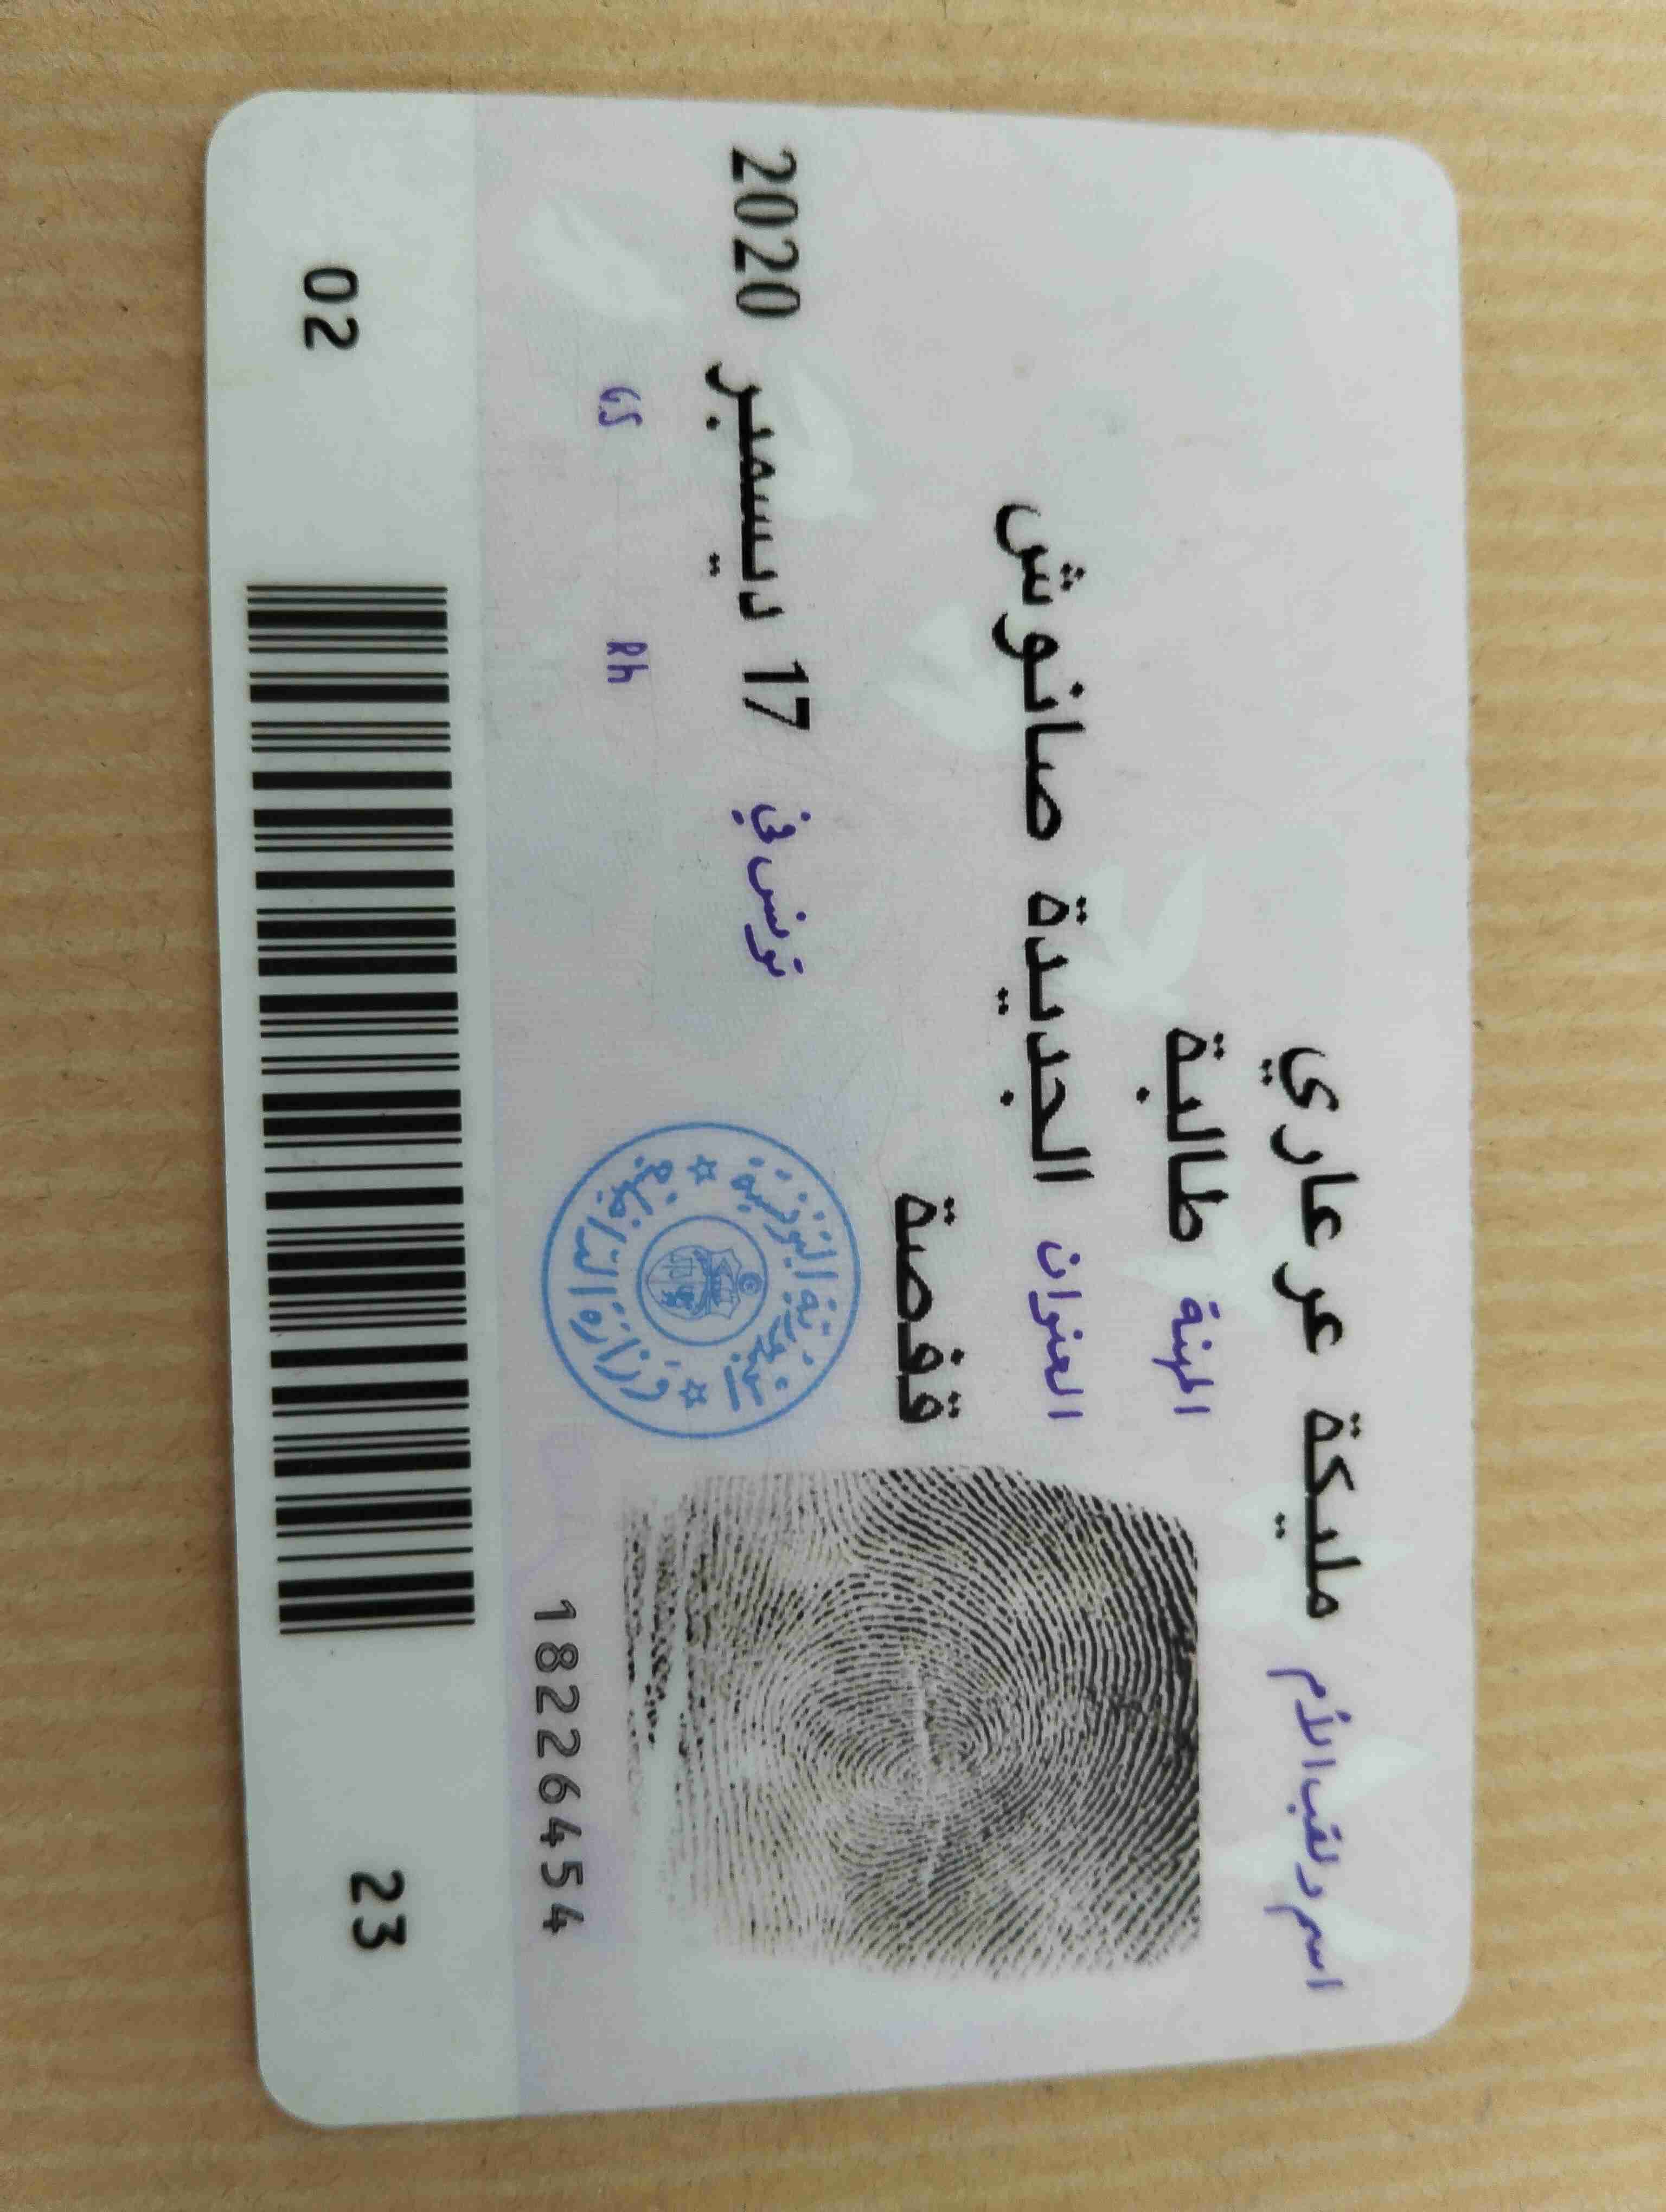 اسم ولقب الأم مليكة عرعاري
المهنة طالبة
العنوان الجديدة صانوش
قفصة
تونس في 17 ديسمبر 2020
GS Rh
الجمهورية التونسية
وزارة الداخلية
18226454
23 02